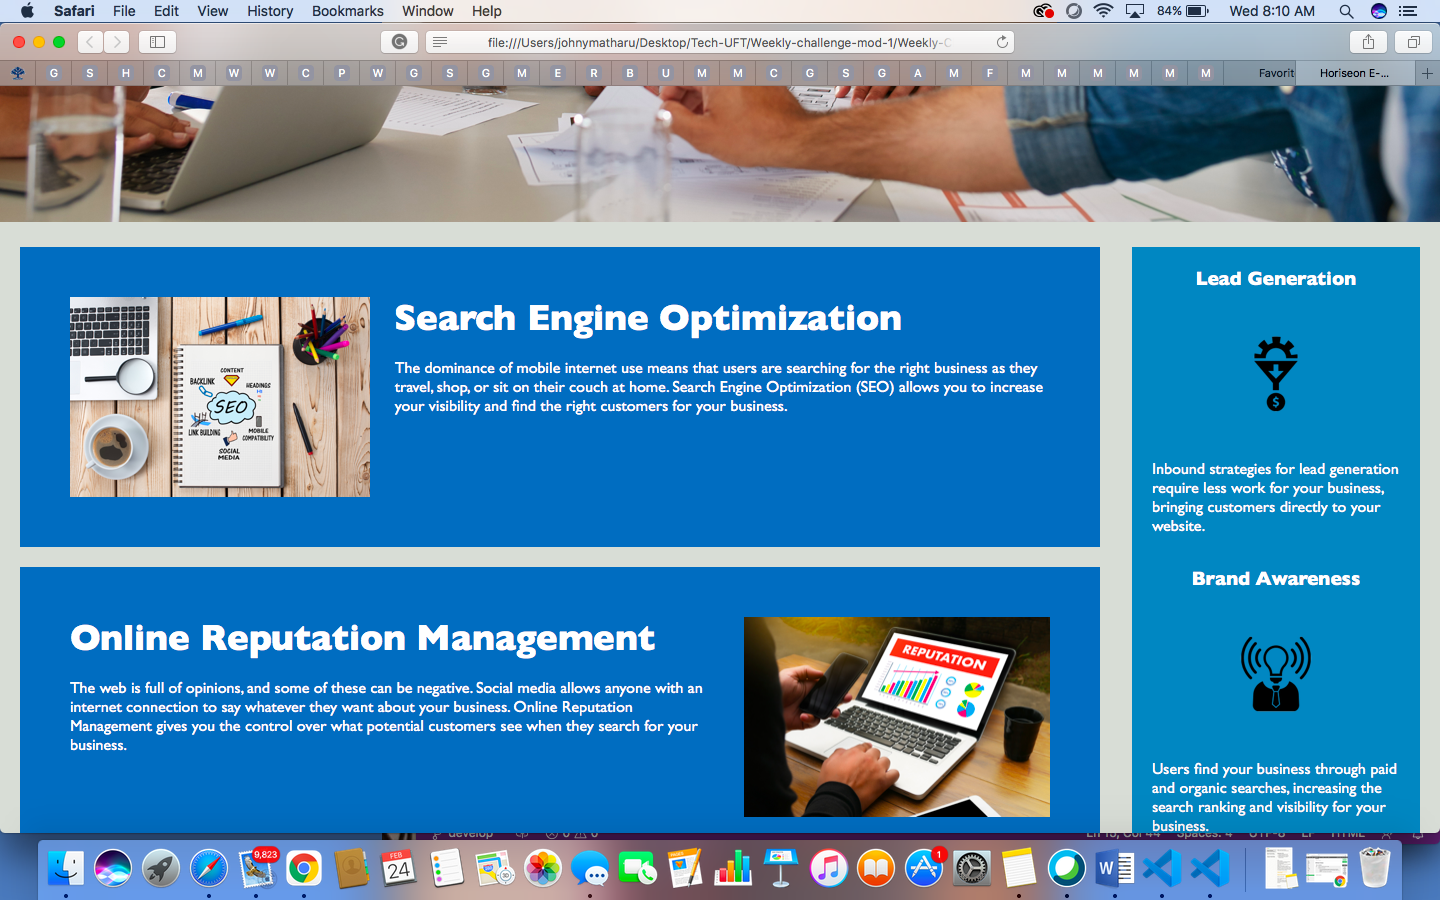 Safari File Edit View History Bookmarks Window Help 84% Wed 8:10 AM
file:///Users/johnymatharu/Desktop/Tech-UFT/Weekly-challenge-mod-1/Weekly-C
G S H C M W W C P W G S G M E R B U M M C G S G A M F M M M M M M Favorit Horiseon E-...
Search Engine Optimization
The dominance of mobile internet use means that users are searching for the right business as they
travel, shop, or sit on their couch at home. Search Engine Optimization (SEO) allows you to increase
your visibility and find the right customers for your business.
CONTENT
BACKLINK
HEADINGS
SEO
LINK BUILDING
MOBILE
COMPATIBILITY
SOCIAL
MEDIA
Lead Generation
$
Inbound strategies for lead generation
require less work for your business,
bringing customers directly to your
website.
Online Reputation Management
The web is full of opinions, and some of these can be negative. Social media allows anyone with an
internet connection to say whatever they want about your business. Online Reputation
Management gives you the control over what potential customers see when they search for your
business.
REPUTATION
Brand Awareness
Users find your business through paid
and organic searches, increasing the
search ranking and visibility for your
business.
develop
9,823
FEB
24
1
W